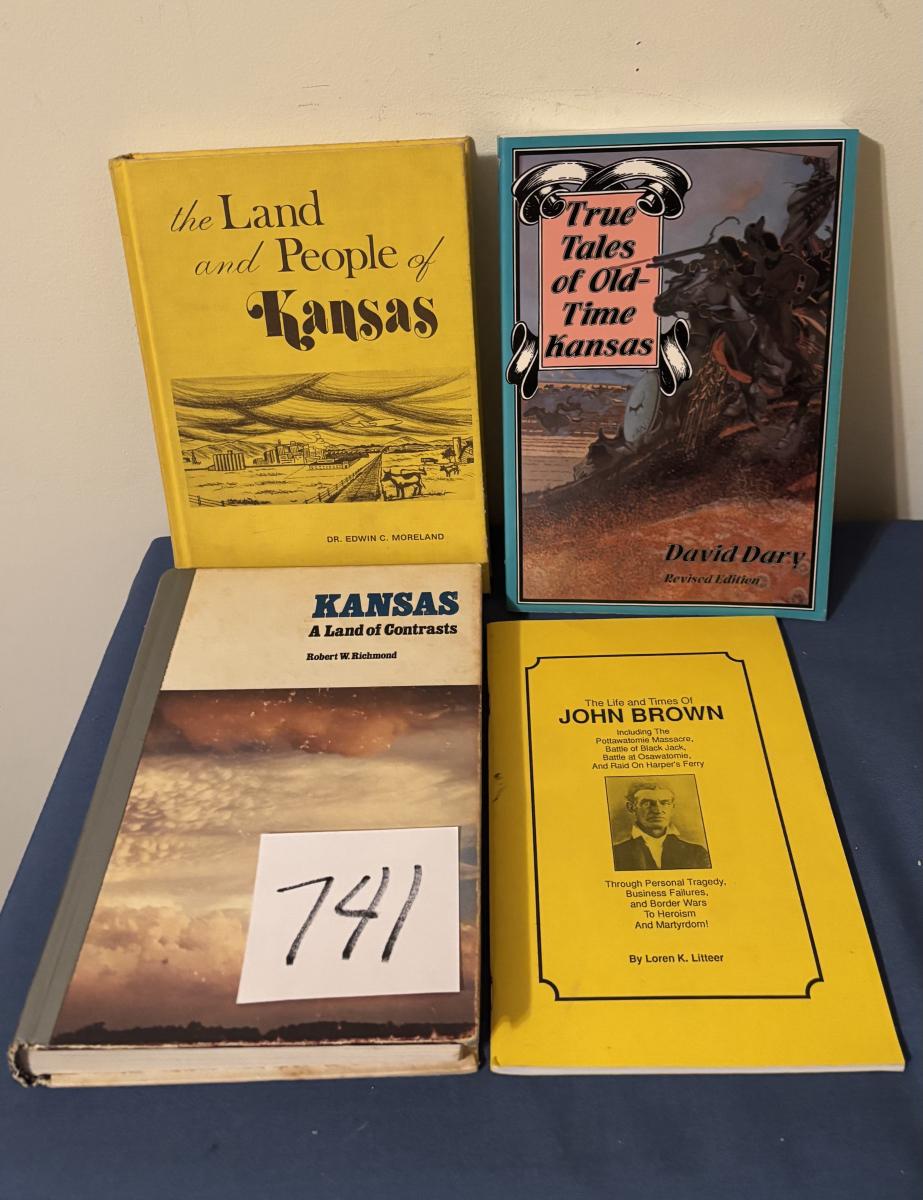 the Land
and People of
Kansas
DR. EDWIN C. MORELAND
True
Tales
of Old-
Time
Kansas
David Dary
Revised Edition
KANSAS
A Land of Contrasts
Robert W. Richmond
741
The Life and Times Of
JOHN BROWN
Including The
Pottawatomie Massacre,
Battle of Black Jack,
Battle at Osawatomie,
And Raid On Harper's Ferry
Through Personal Tragedy,
Business Failures,
and Border Wars
To Heroism
And Martyrdom!
By Loren K. Litteer